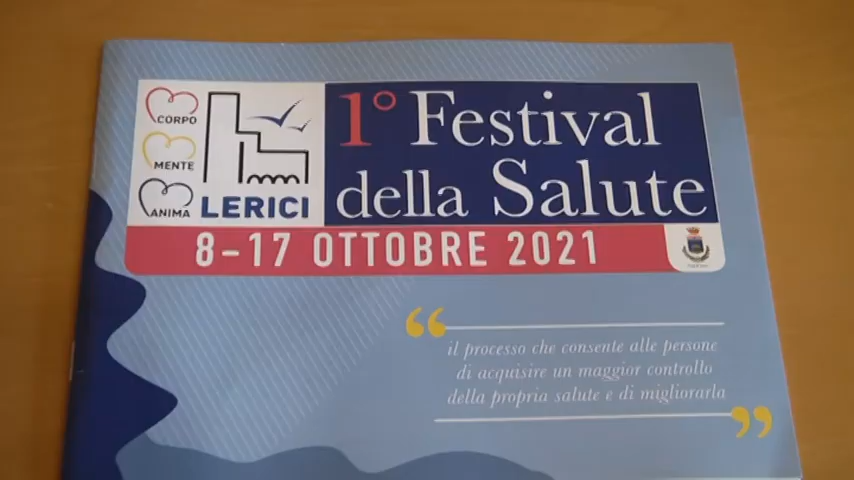 CORPO
MENTE
ANIMA
LERICI
1° Festival
della Salute
8-17 OTTOBRE 2021
“
il processo che consente alle persone
di acquisire un maggior controllo
della propria salute e di migliorarla
”